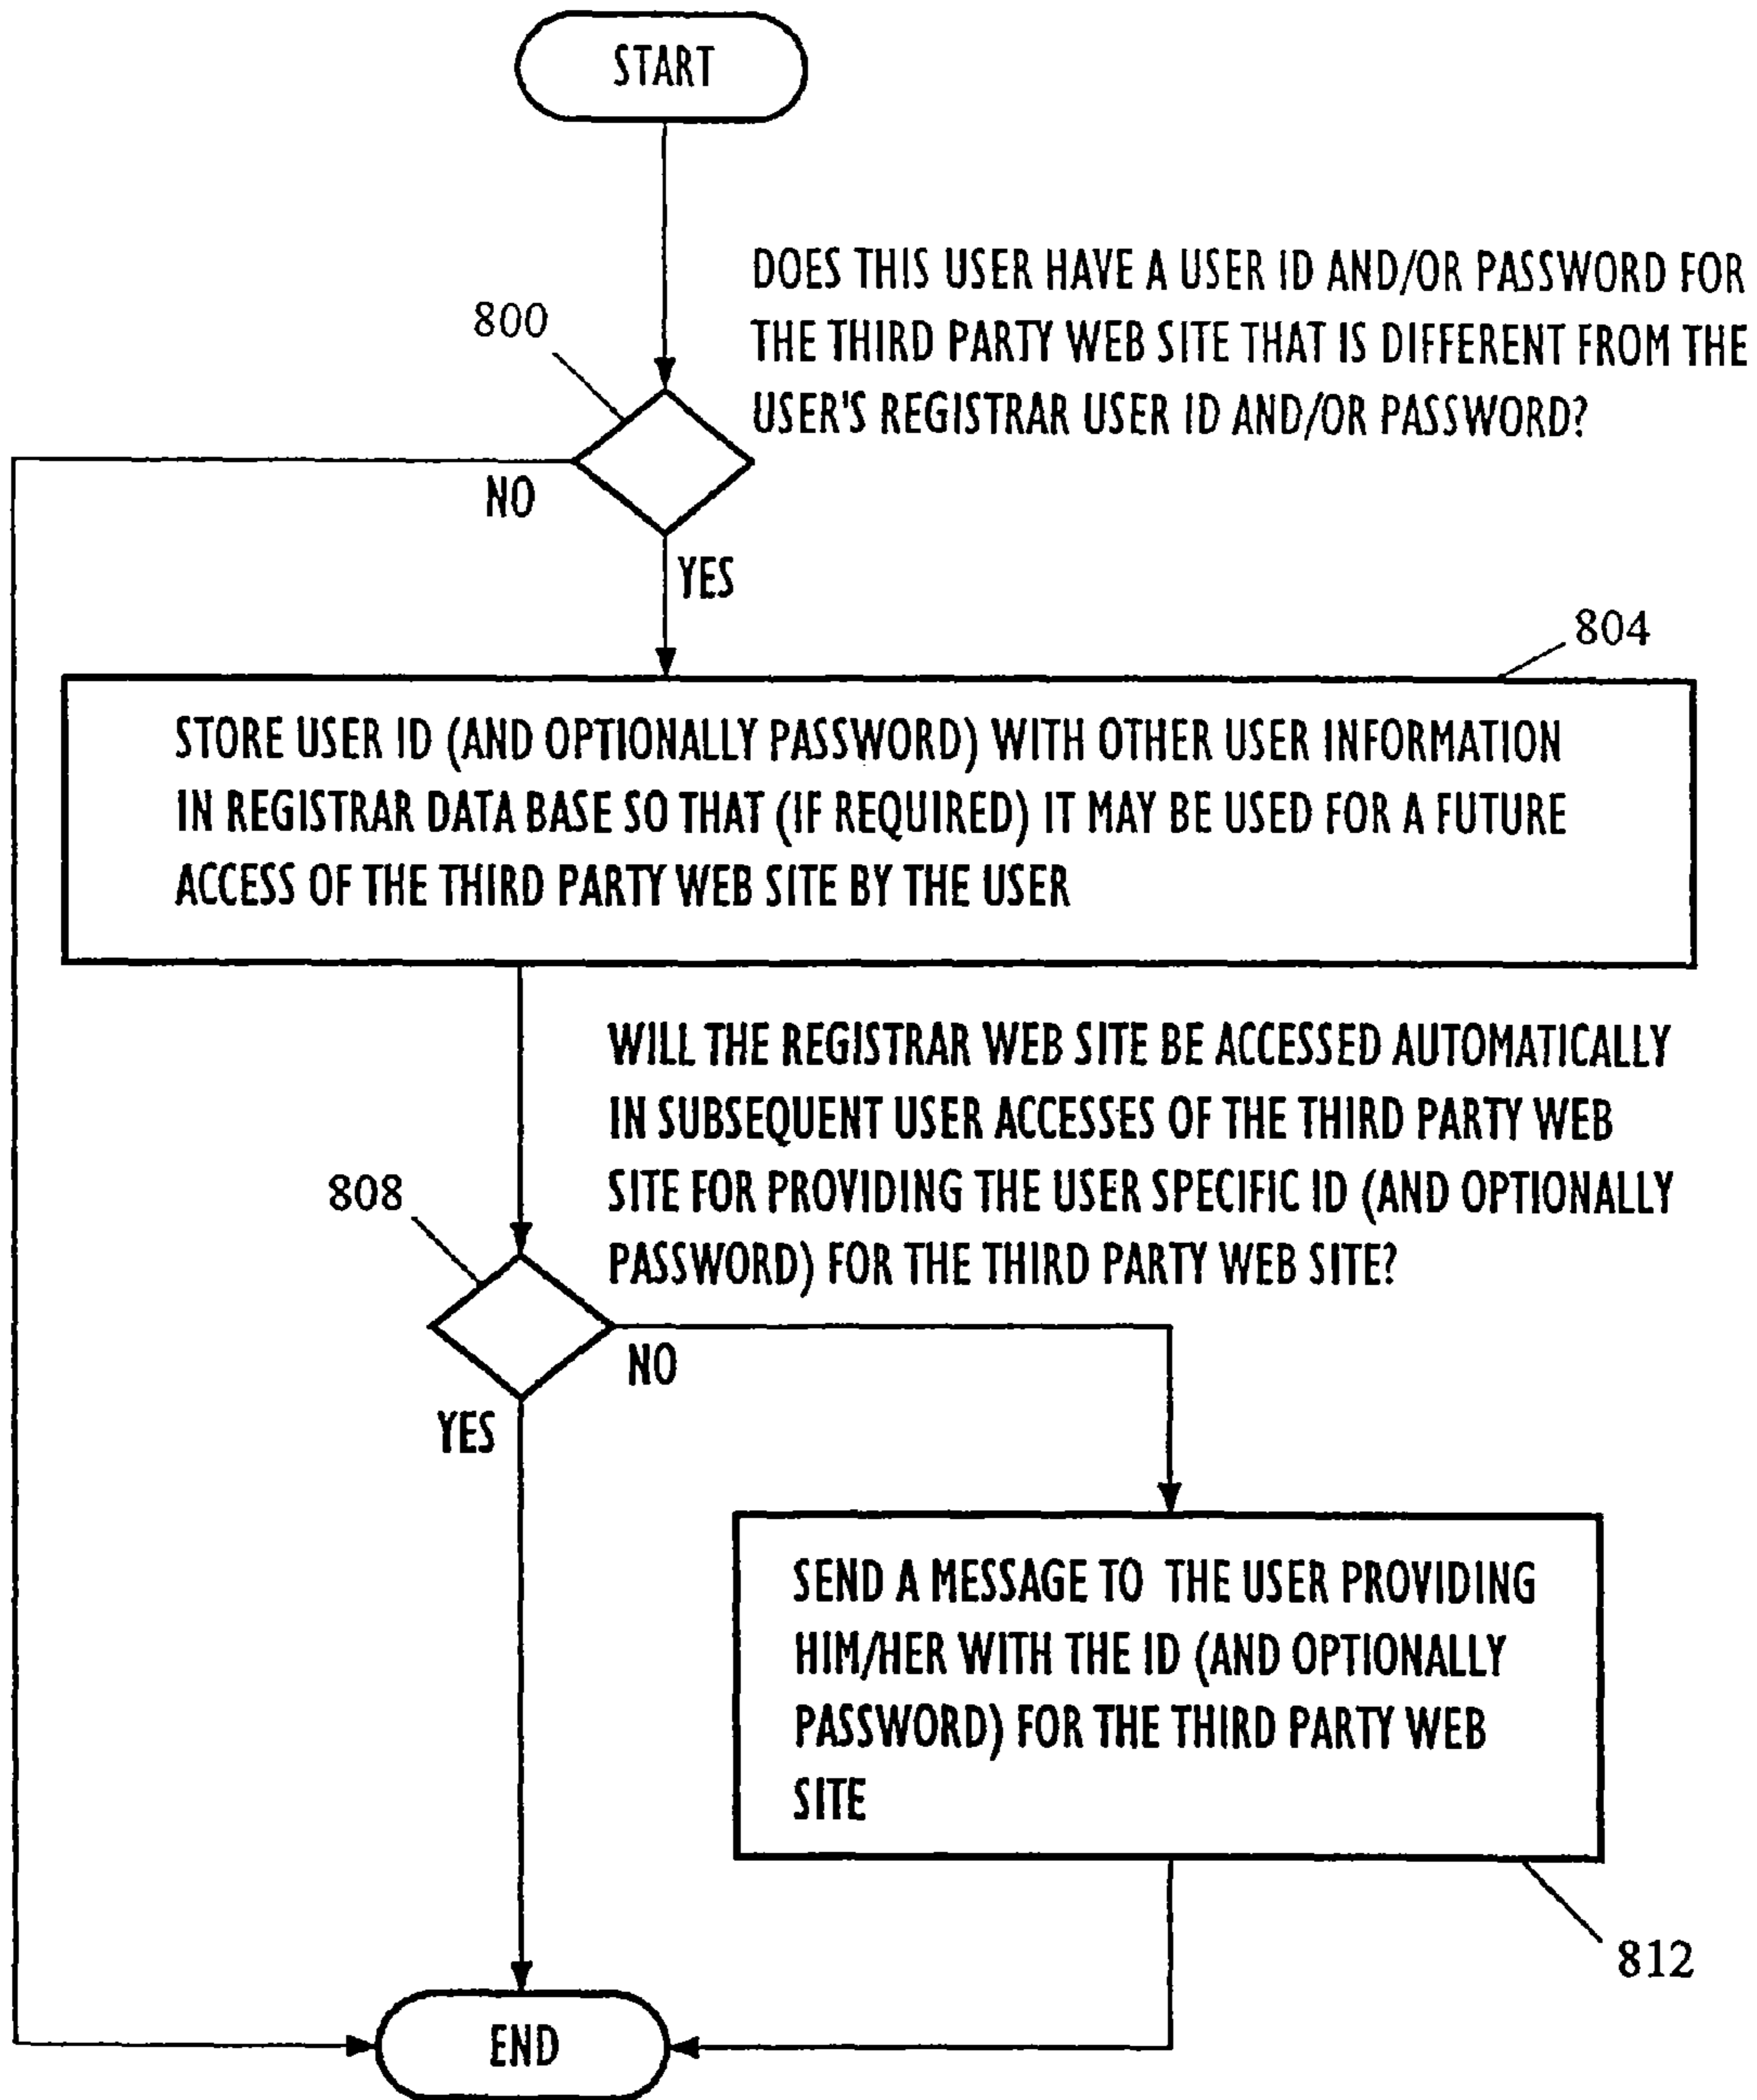 START
DOES THIS USER HAVE A USER ID AND/OR PASSWORD FOR
THE THIRD PARTY WEB SITE THAT IS DIFFERENT FROM THE
USER'S REGISTRAR USER ID AND/OR PASSWORD?
800
NO
YES
804
STORE USER ID (AND OPTIONALLY PASSWORD) WITH OTHER USER INFORMATION
IN REGISTRAR DATA BASE SO THAT (IF REQUIRED) IT MAY BE USED FOR A FUTURE
ACCESS OF THE THIRD PARTY WEB SITE BY THE USER
WILL THE REGISTRAR WEB SITE BE ACCESSED AUTOMATICALLY
IN SUBSEQUENT USER ACCESSES OF THE THIRD PARTY WEB
SITE FOR PROVIDING THE USER SPECIFIC ID (AND OPTIONALLY
PASSWORD) FOR THE THIRD PARTY WEB SITE?
808
NO
YES
SEND A MESSAGE TO THE USER PROVIDING
HIM/HER WITH THE ID (AND OPTIONALLY
PASSWORD) FOR THE THIRD PARTY WEB
SITE
812
END